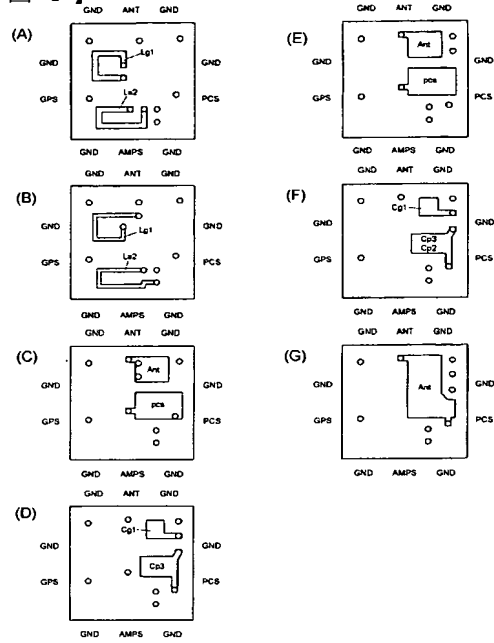 GND ANT GND
(A)
Lg1
GND GND
La2
GPS PCS
GND AMPS GND
GND ANT GND
(B)
GND GND
Lg1
La2
GPS PCS
GND AMPS GND
GND ANT GND
(C)
Ant
GND GND
pcs
GPS PCS
GND AMPS GND
GND ANT GND
(D)
Cg1
GND GND
Cp3
GPS PCS
GND AMPS GND
GND ANT GND
(E)
Ant
GND GND
pcs
GPS PCS
GND AMPS GND
GND ANT GND
(F)
Cg1
GND GND
Cp3
Cp2
GPS PCS
GND AMPS GND
GND ANT GND
(G)
GND GND
Ant
GPS PCS
GND AMPS GND